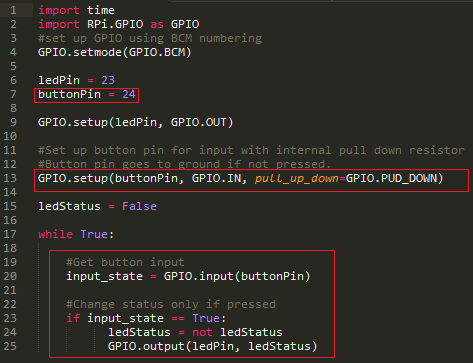 1 import time
2 import RPi.GPIO as GPIO
3 #set up GPIO using BCM numbering
4 GPIO.setmode(GPIO.BCM)
5
6 ledPin = 23
7 buttonPin = 24
8
9 GPIO.setup(ledPin, GPIO.OUT)
10
11 #Set up button pin for input with internal pull down resistor
12 #Button pin goes to ground if not pressed.
13 GPIO.setup(buttonPin, GPIO.IN, pull_up_down=GPIO.PUD_DOWN)
14
15 ledStatus = False
16
17 while True:
18
19 #Get button input
20 input_state = GPIO.input(buttonPin)
21
22 #Change status only if pressed
23 if input_state == True:
24 ledStatus = not ledStatus
25 GPIO.output(ledPin, ledStatus)